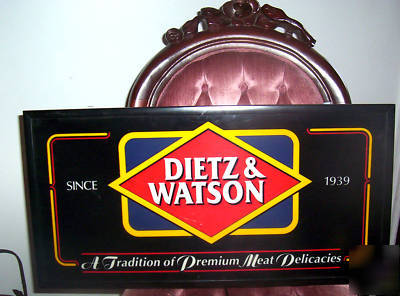 DIETZ &
WATSON
SINCE 1939
A Tradition of Premium Meat Delicacies